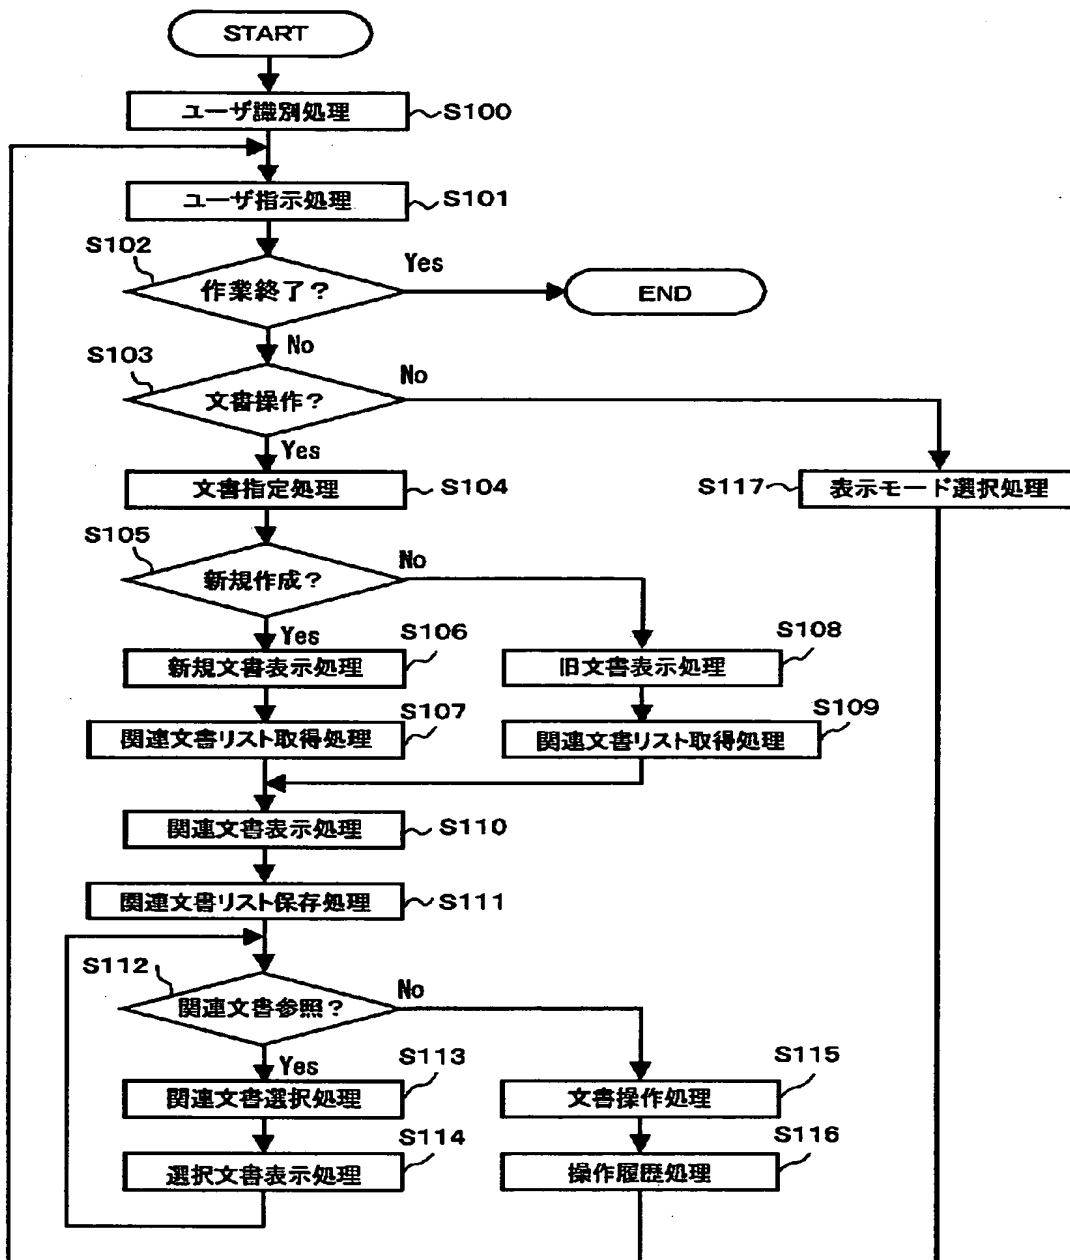 START
ユーザ識別処理 S100
ユーザ指示処理 S101
S102
作業終了? Yes END
No
S103
文書操作? No
Yes
文書指定処理 S104
S117 表示モード選択処理
S105
新規作成? No
Yes
S106
新規文書表示処理
S108
旧文書表示処理
S107
関連文書リスト取得処理
S109
関連文書リスト取得処理
関連文書表示処理 S110
関連文書リスト保存処理 S111
S112
関連文書参照? No
Yes
S113
関連文書選択処理
S115
文書操作処理
S114
選択文書表示処理
S116
操作履歴処理